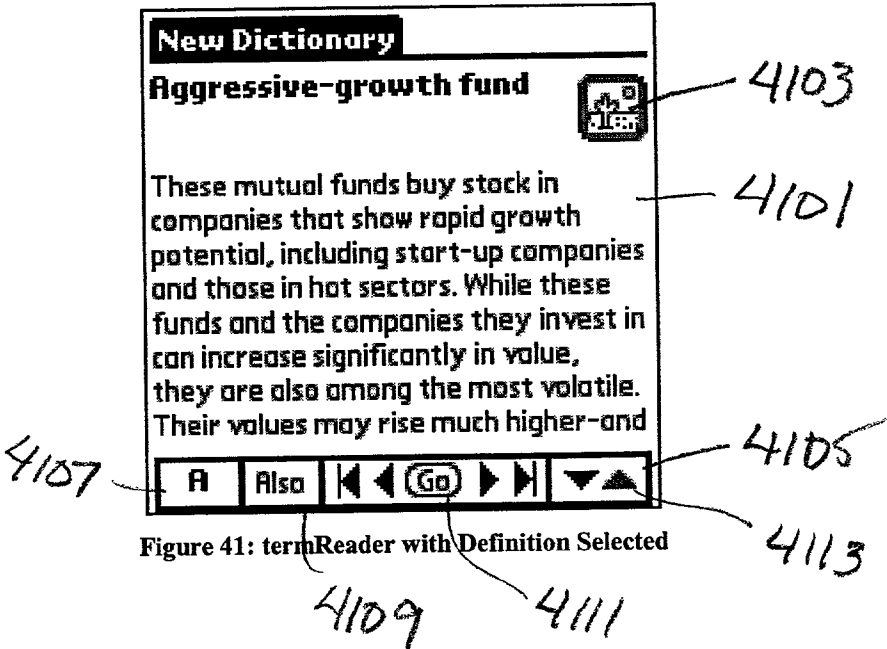 New Dictionary
Aggressive-growth fund
4103
These mutual funds buy stock in
4101
companies that show rapid growth
potential, including start-up companies
and those in hot sectors. While these
funds and the companies they invest in
can increase significantly in value,
they are also among the most volatile.
Their values may rise much higher-and
4105
4107
A Also Go
Figure 41: termReader with Definition Selected
4113
4109 4111